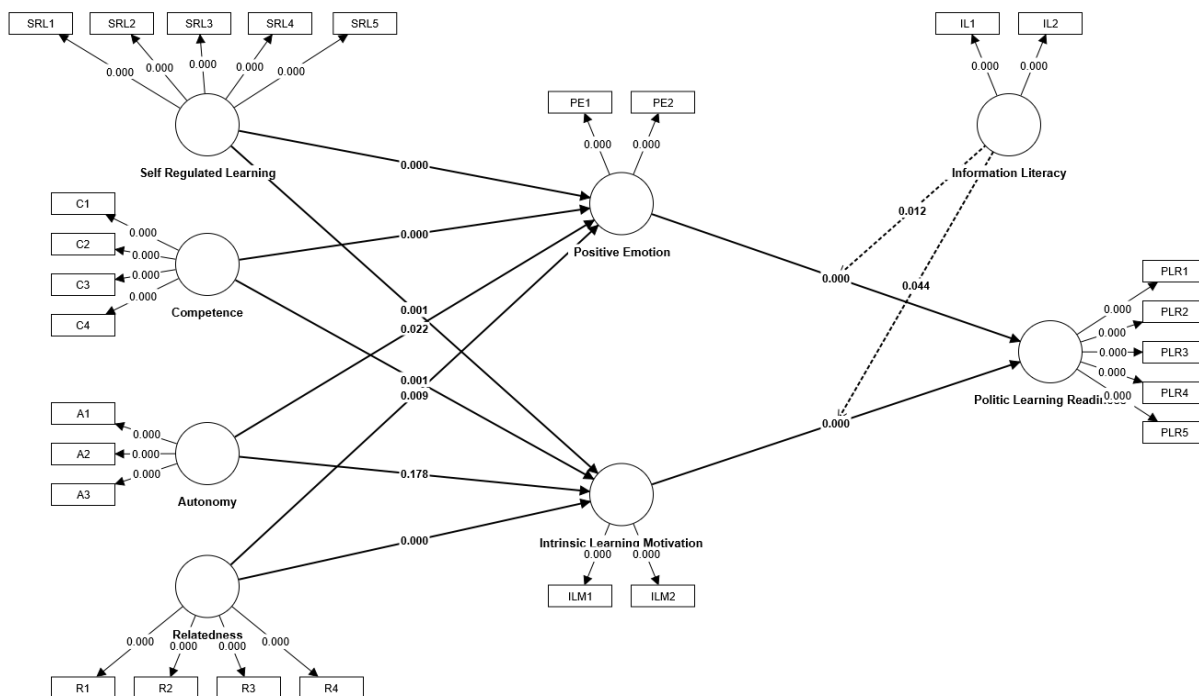 SRL1 SRL2 SRL3 SRL4 SRL5
0.000 0.000 0.000 0.000 0.000
Self Regulated Learning
IL1 IL2
0.000 0.000
Information Literacy
PE1 PE2
0.000 0.000
Positive Emotion
C1
C2
C3
C4
0.000
0.000
0.000
0.000
Competence
0.000
0.000
0.001
0.022
0.001
0.009
0.178
0.000
0.012
0.044
0.000
0.000
A1
A2
A3
0.000
0.000
0.000
Autonomy
PLR1
PLR2
PLR3
PLR4
PLR5
0.000
0.000
0.000
0.000
0.000
Politic Learning Readiness
Intrinsic Learning Motivation
0.000 0.000
ILM1 ILM2
Relatedness
0.000 0.000 0.000 0.000
R1 R2 R3 R4